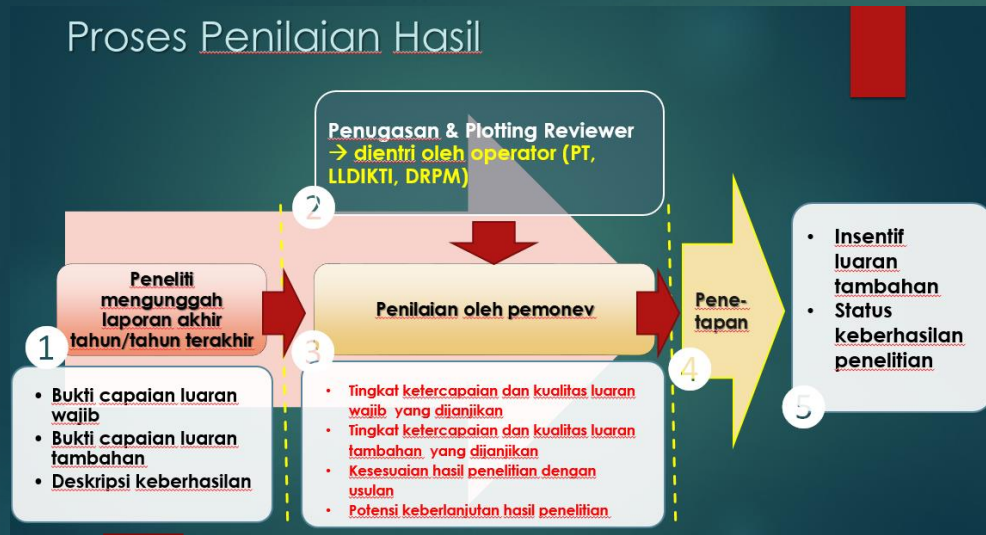 Proses Penilaian Hasil
Penugasan & Plotting Reviewer
→ dientri oleh operator (PT,
LLDIKTI, DRPM)
2
Peneliti
mengunggah
laporan akhir
tahun/tahun terakhir
1
• Bukti capaian luaran
wajib
• Bukti capaian luaran
tambahan
• Deskripsi keberhasilan
Penilaian oleh pemonev
3
• Tingkat ketercapaian dan kualitas luaran
wajib yang dijanjikan
• Tingkat ketercapaian dan kualitas luaran
tambahan yang dijanjikan
• Kesesuaian hasil penelitian dengan
usulan
• Potensi keberlanjutan hasil penelitian
Pene-
tapan
4
• Insentif
luaran
tambahan
• Status
keberhasilan
penelitian
5